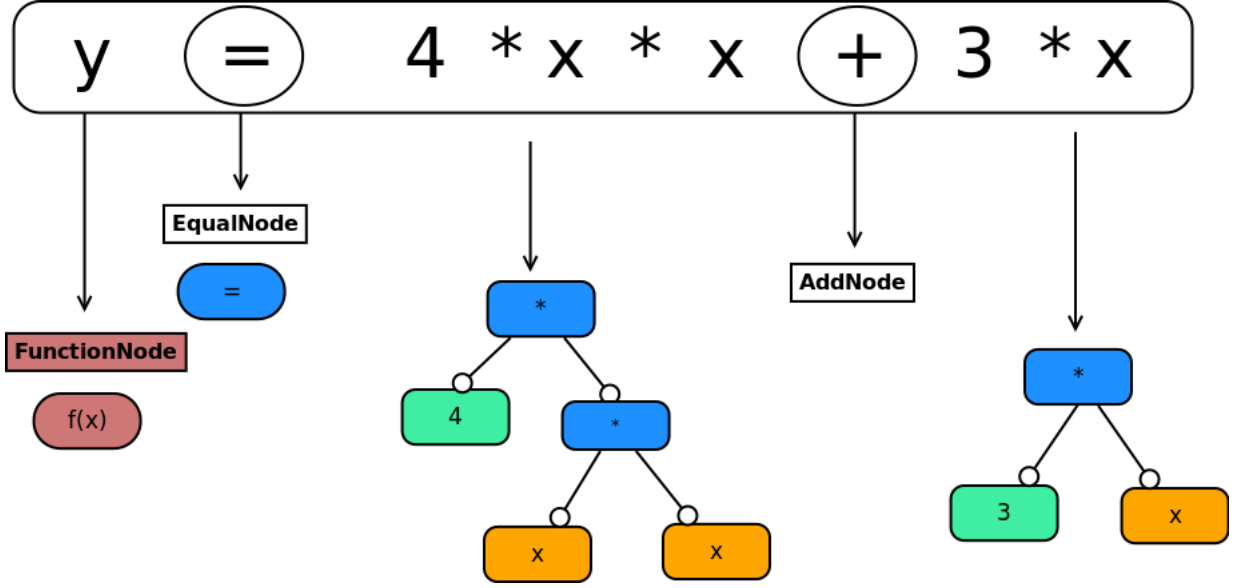 y = 4 * x * x + 3 * x
EqualNode
=
FunctionNode
f(x)
*
4
*
x
x
AddNode
*
3
x